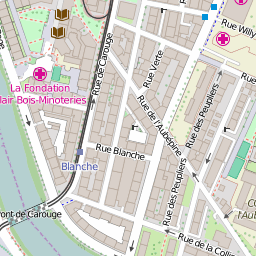 Rue Willy
Rue de Carouge
Rue Verte
La Fondation
lair Bois-Minoteries
Rue de l'Aubépine
Rue des Peupliers
Rue Blanche
Blanche
Rue des Peupliers
Pont de Carouge
l'Aub
Rue de la Colli